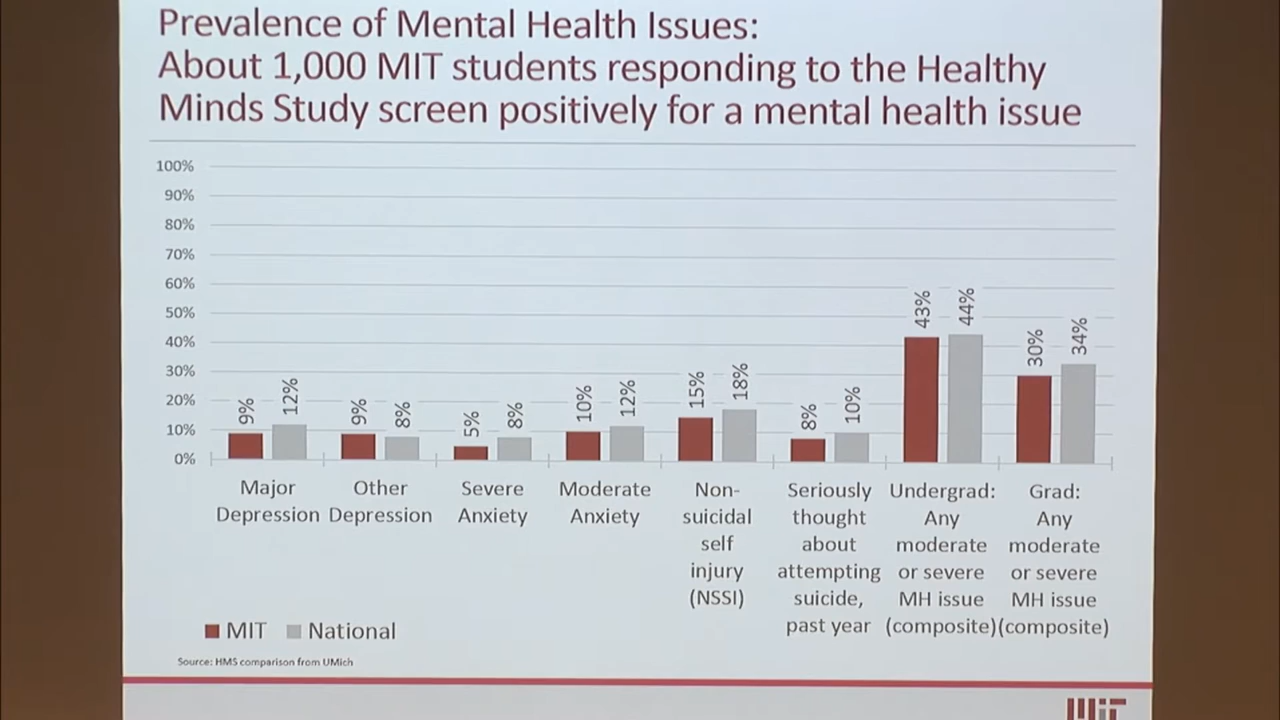 Prevalence of Mental Health Issues:
About 1,000 MIT students responding to the Healthy
Minds Study screen positively for a mental health issue
100%
90%
80%
70%
60%
50%
40%
30%
20%
10%
0%
9%
12%
9%
8%
5%
8%
10%
12%
15%
18%
8%
10%
43%
44%
30%
34%
Major
Depression
Other
Depression
Severe
Anxiety
Moderate
Anxiety
Non-
suicidal
self
injury
(NSSI)
Seriously
thought
about
attempting
suicide,
past year
Undergrad:
Any
moderate
or severe
MH issue
(composite)
Grad:
Any
moderate
or severe
MH issue
(composite)
MIT
National
Source: HMS comparison from UMich
MIT